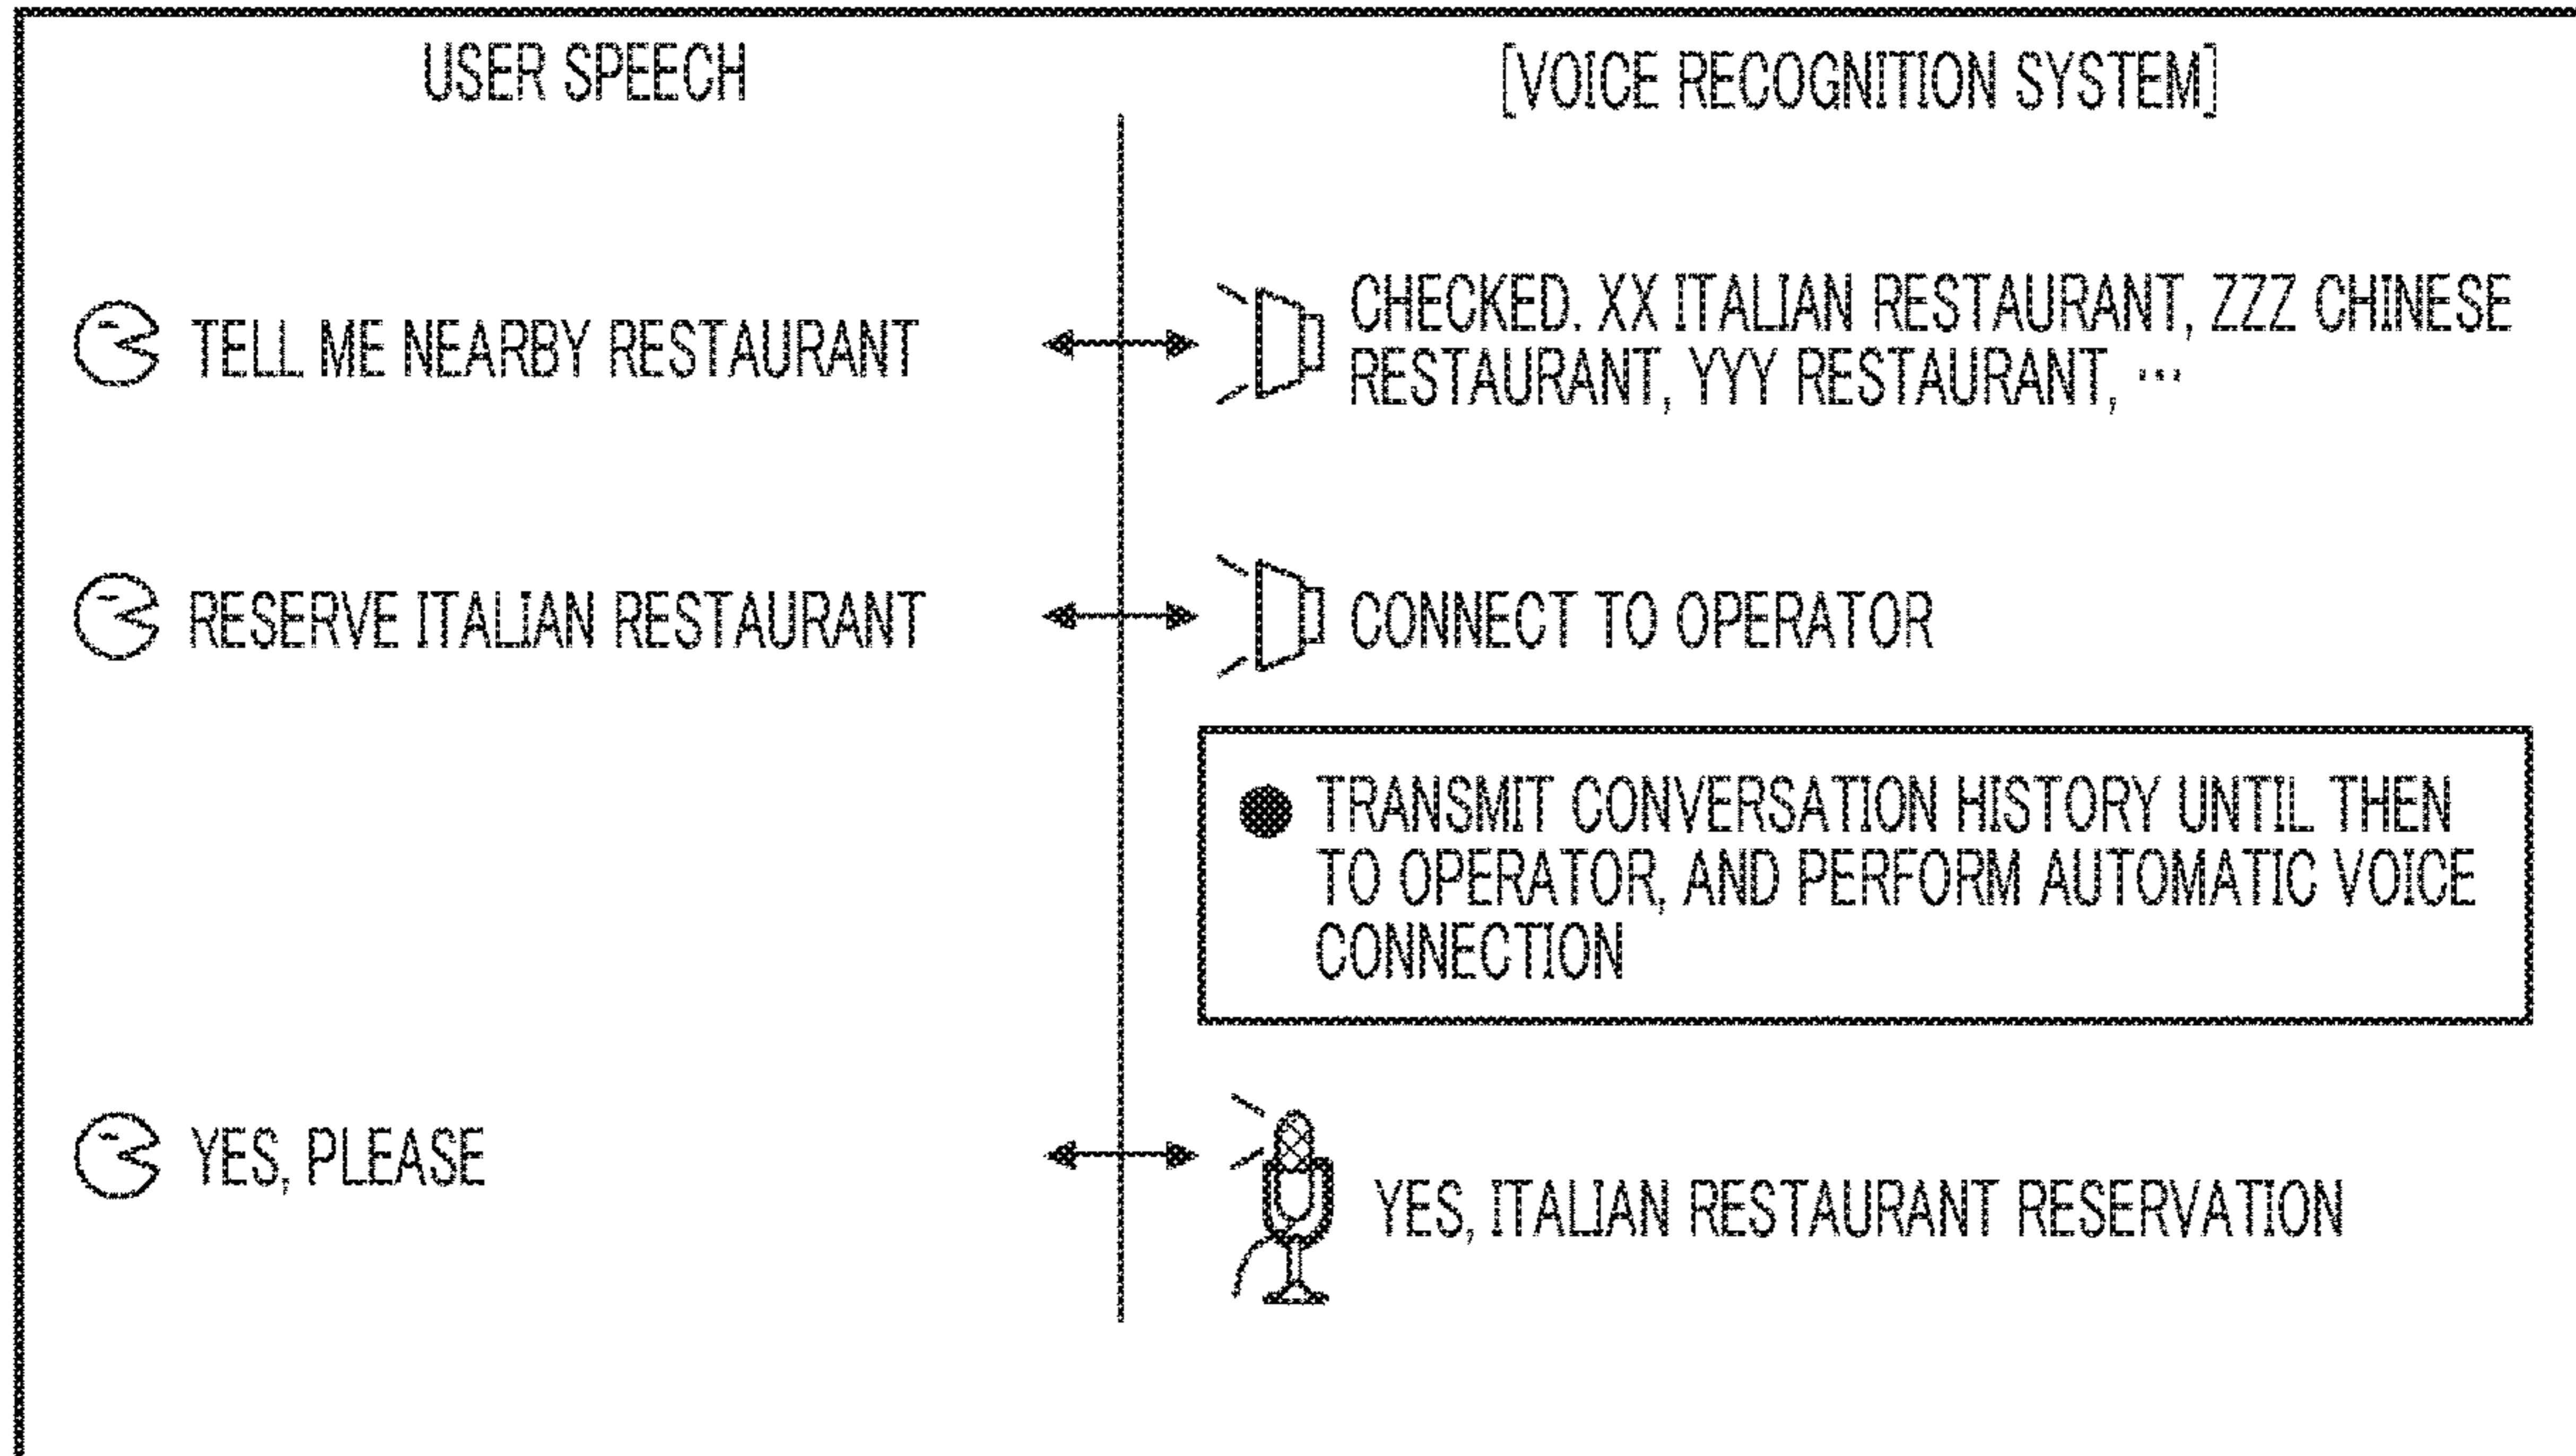 USER SPEECH
[VOICE RECOGNITION SYSTEM]
TELL ME NEARBY RESTAURANT
CHECKED. XX ITALIAN RESTAURANT, ZZZ CHINESE
RESTAURANT, YYY RESTAURANT, ···
RESERVE ITALIAN RESTAURANT
CONNECT TO OPERATOR
● TRANSMIT CONVERSATION HISTORY UNTIL THEN
TO OPERATOR, AND PERFORM AUTOMATIC VOICE
CONNECTION
YES, PLEASE
YES, ITALIAN RESTAURANT RESERVATION